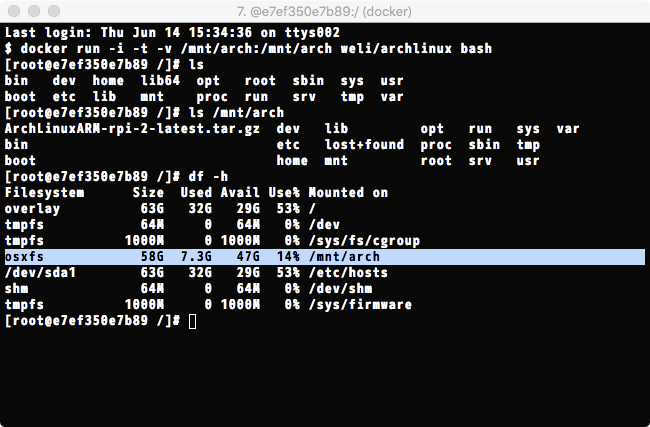 7. @e7ef350e7b89:/ (docker)
Last login: Thu Jun 14 15:34:36 on ttys002
$ docker run -i -t -v /mnt/arch:/mnt/arch weli/archlinux bash
[root@e7ef350e7b89 /]# ls
bin   dev  home  lib64  opt   root  sbin  sys  usr
boot  etc  lib   mnt    proc  run   srv   tmp  var
[root@e7ef350e7b89 /]# ls /mnt/arch
ArchLinuxARM-rpi-2-latest.tar.gz  dev   lib         opt   run   sys  var
bin                               etc   lost+found  proc  sbin  tmp
boot                              home  mnt         root  srv   usr
[root@e7ef350e7b89 /]# df -h
Filesystem      Size  Used Avail Use% Mounted on
overlay          63G   32G   29G  53% /
tmpfs            64M     0   64M   0% /dev
tmpfs          1000M     0 1000M   0% /sys/fs/cgroup
osxfs            58G  7.3G   47G  14% /mnt/arch
/dev/sda1        63G   32G   29G  53% /etc/hosts
shm              64M     0   64M   0% /dev/shm
tmpfs          1000M     0 1000M   0% /sys/firmware
[root@e7ef350e7b89 /]#